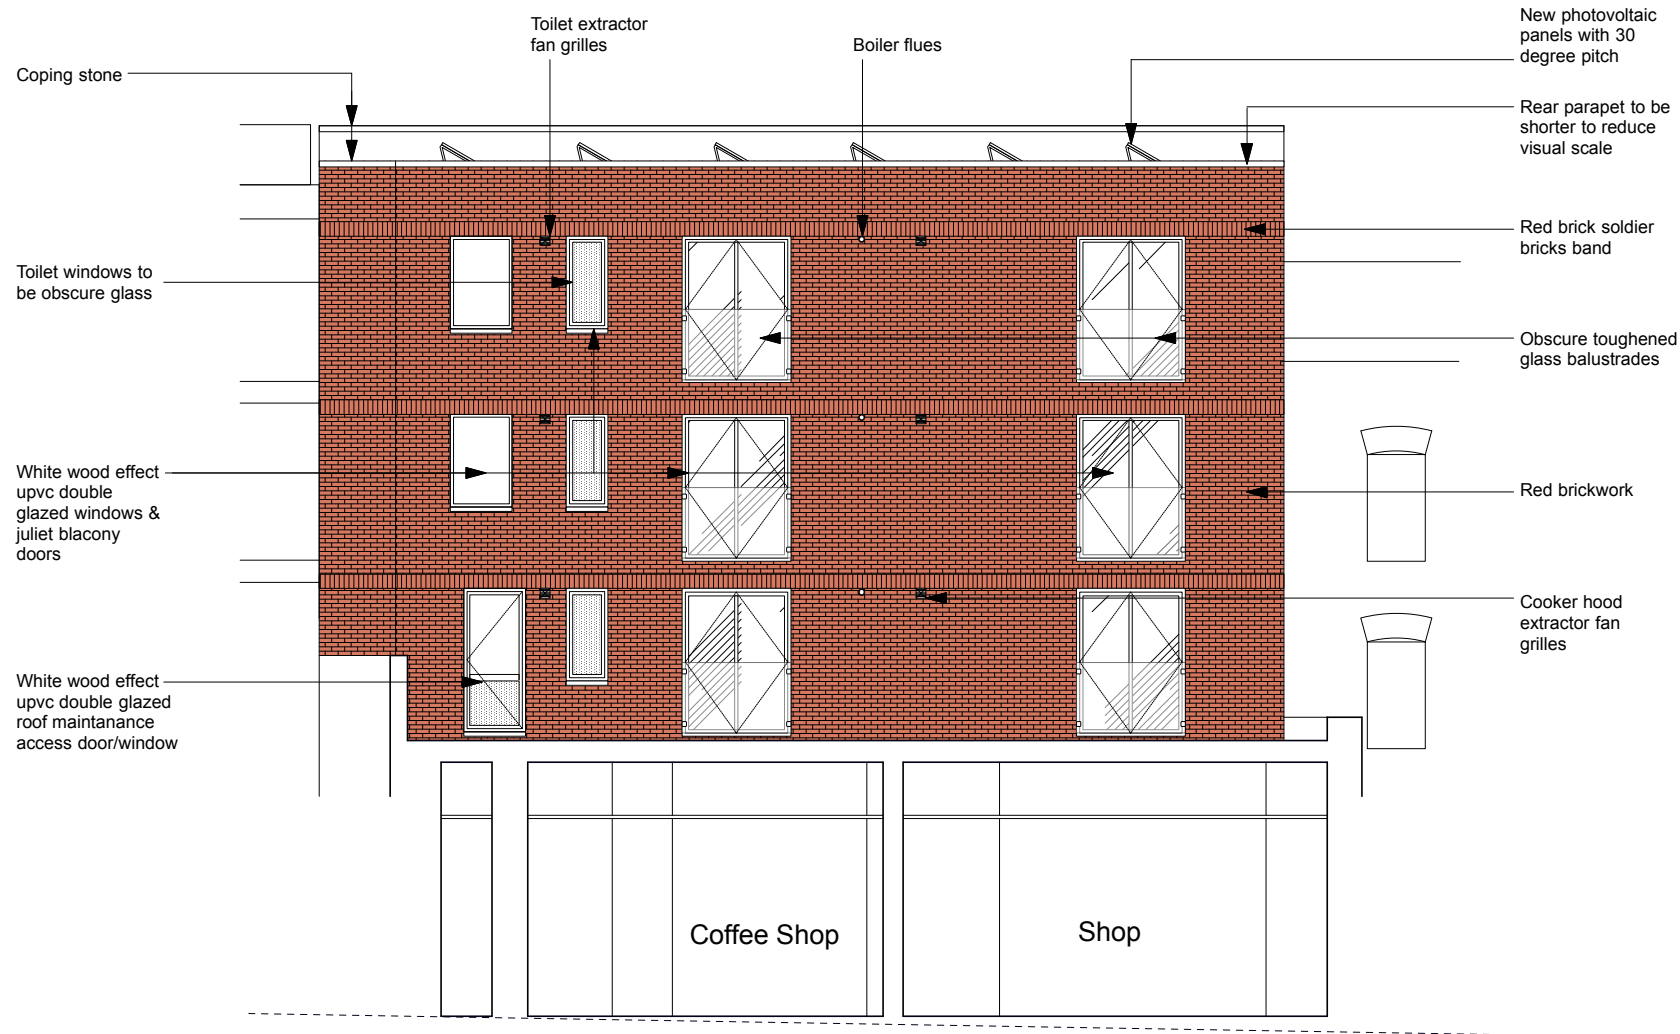 Toilet extractor
fan grilles
Boiler flues
New photovoltaic
panels with 30
degree pitch
Coping stone
Rear parapet to be
shorter to reduce
visual scale
Red brick soldier
bricks band
Toilet windows to
be obscure glass
Obscure toughened
glass balustrades
White wood effect
upvc double
glazed windows &
juliet blacony
doors
Red brickwork
Cooker hood
extractor fan
grilles
White wood effect
upvc double glazed
roof maintanance
access door/window
Coffee Shop
Shop